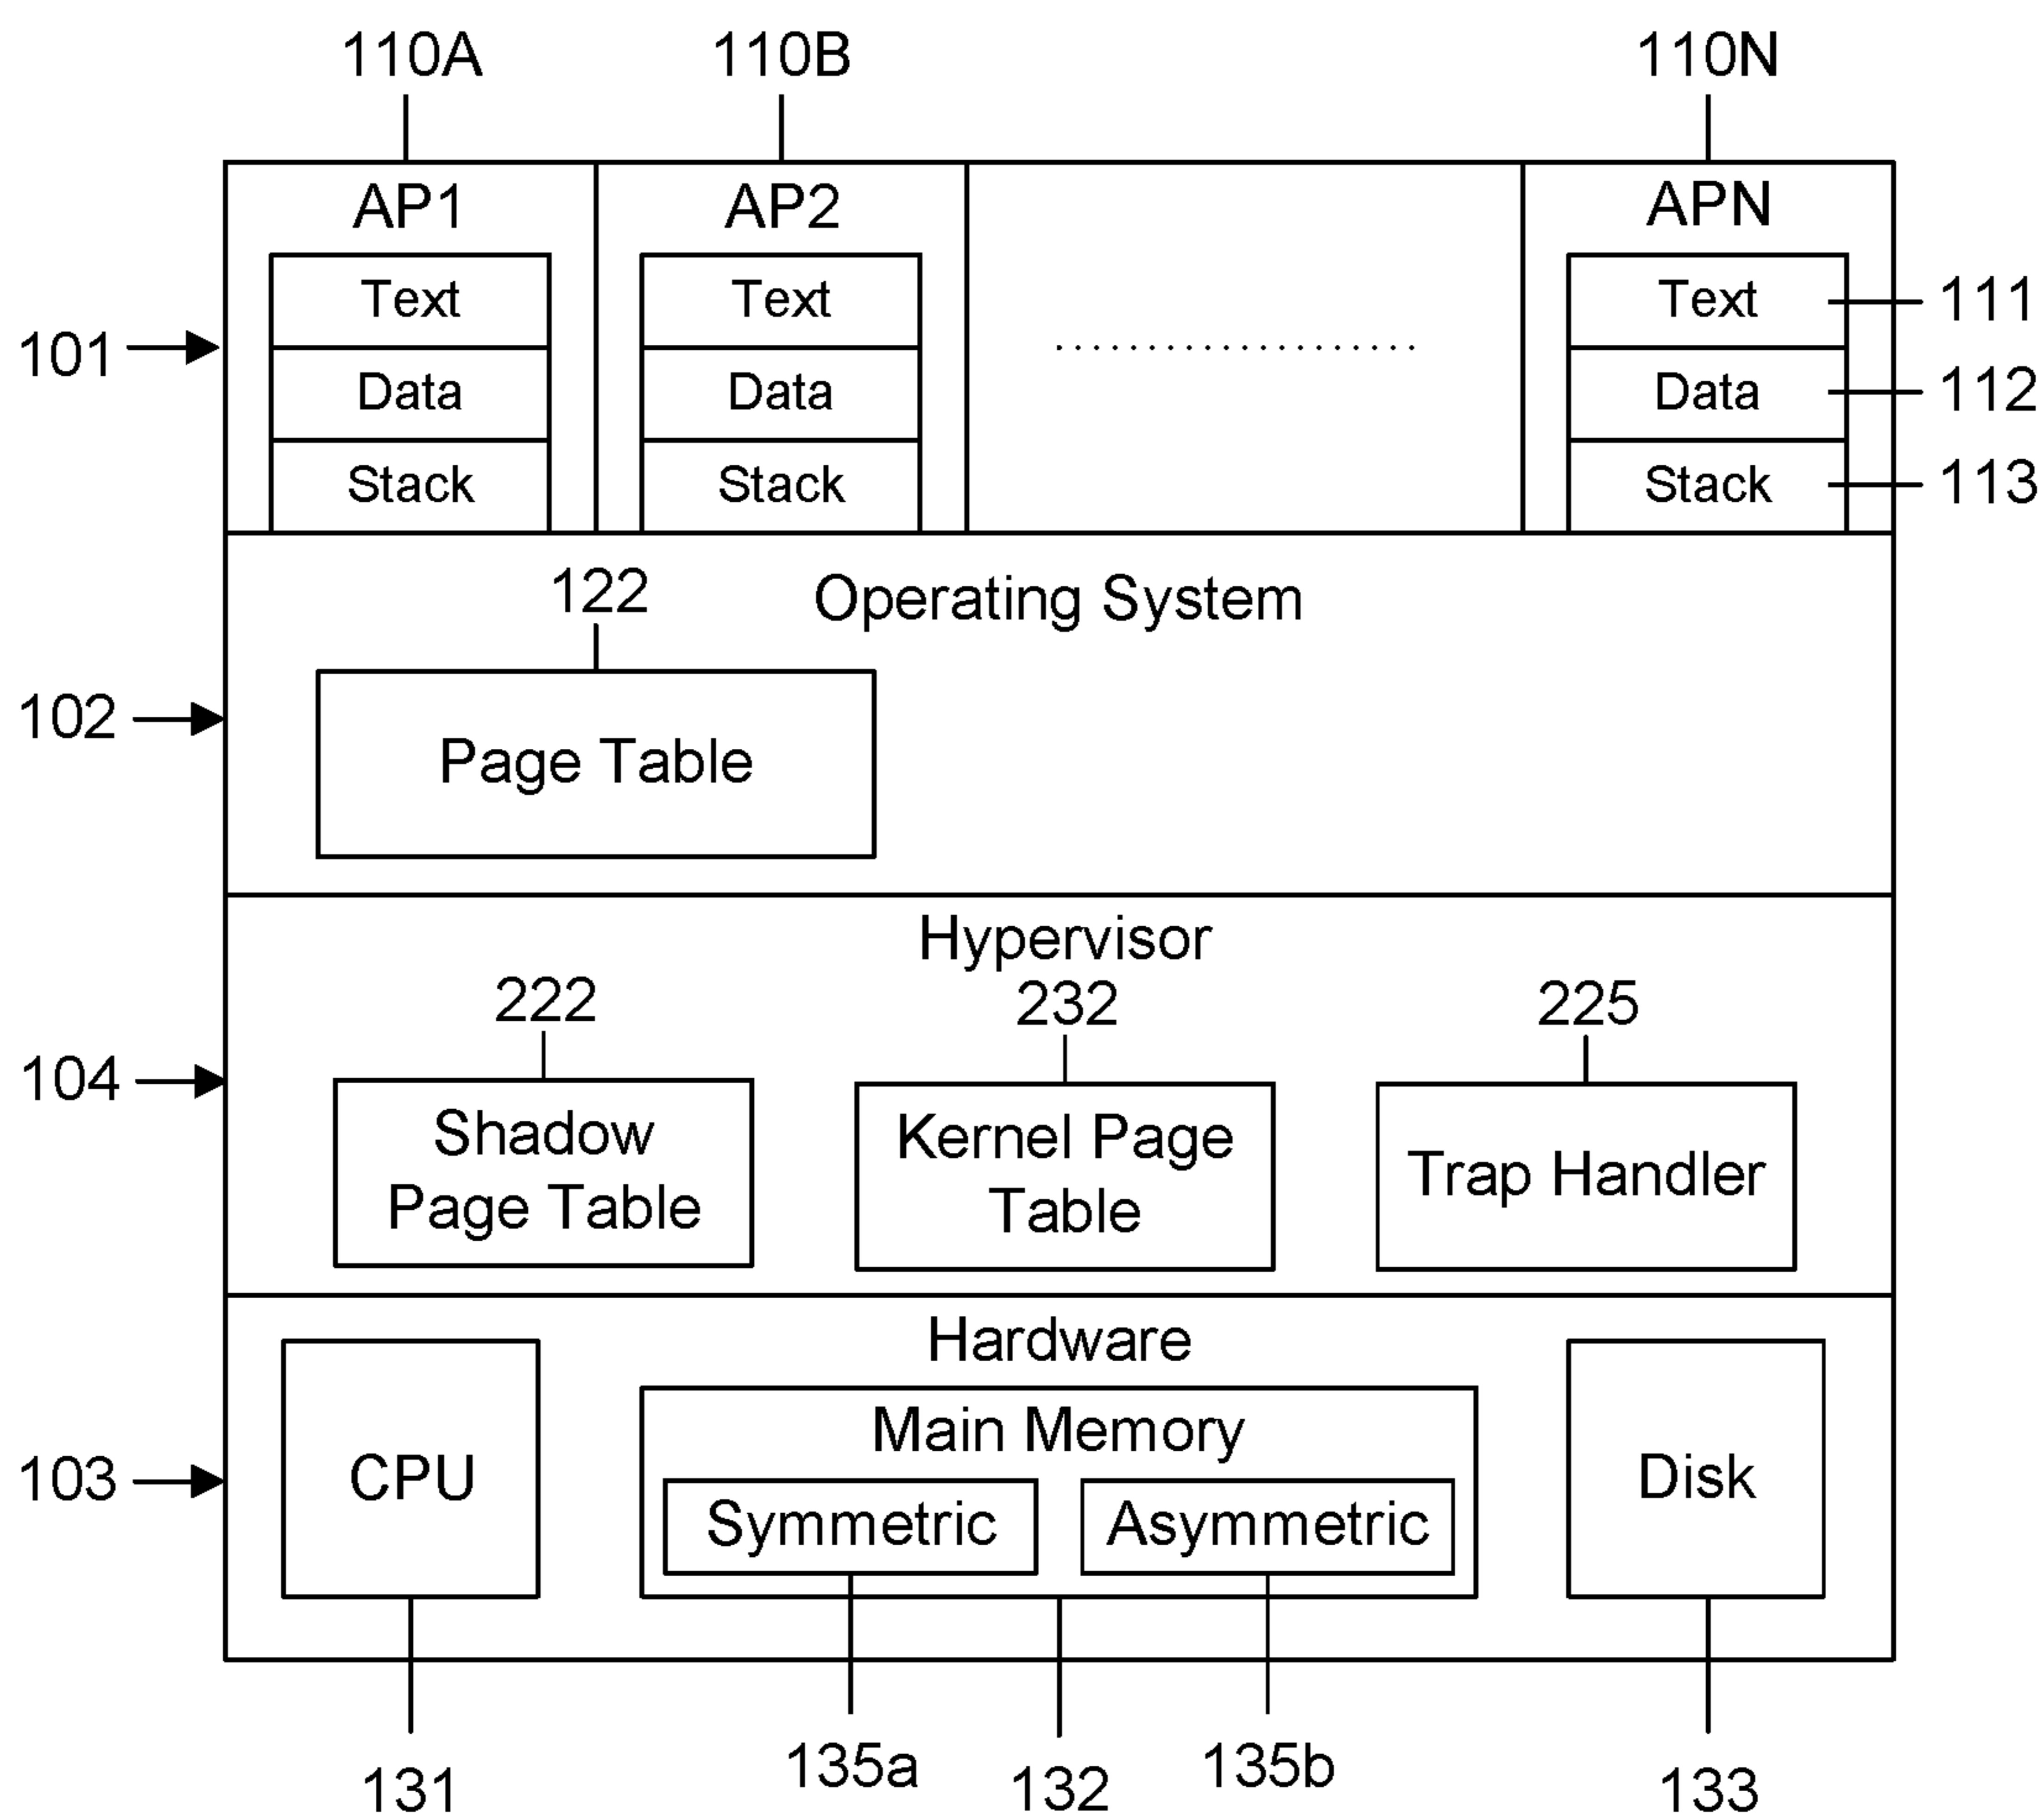 110A 110B 110N
AP1 AP2 APN
Text Text Text 111
101
Data Data Data 112
Stack Stack Stack 113
122 Operating System
102 Page Table
Hypervisor
222 232 225
104
Shadow Kernel Page Trap Handler
Page Table Table
Hardware
Main Memory
103 CPU Disk
Symmetric Asymmetric
131 135a 132 135b 133